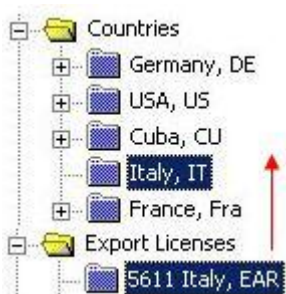 Countries
Germany, DE
USA, US
Cuba, CU
Italy, IT
France, Fra
Export Licenses
5611 Italy, EAR